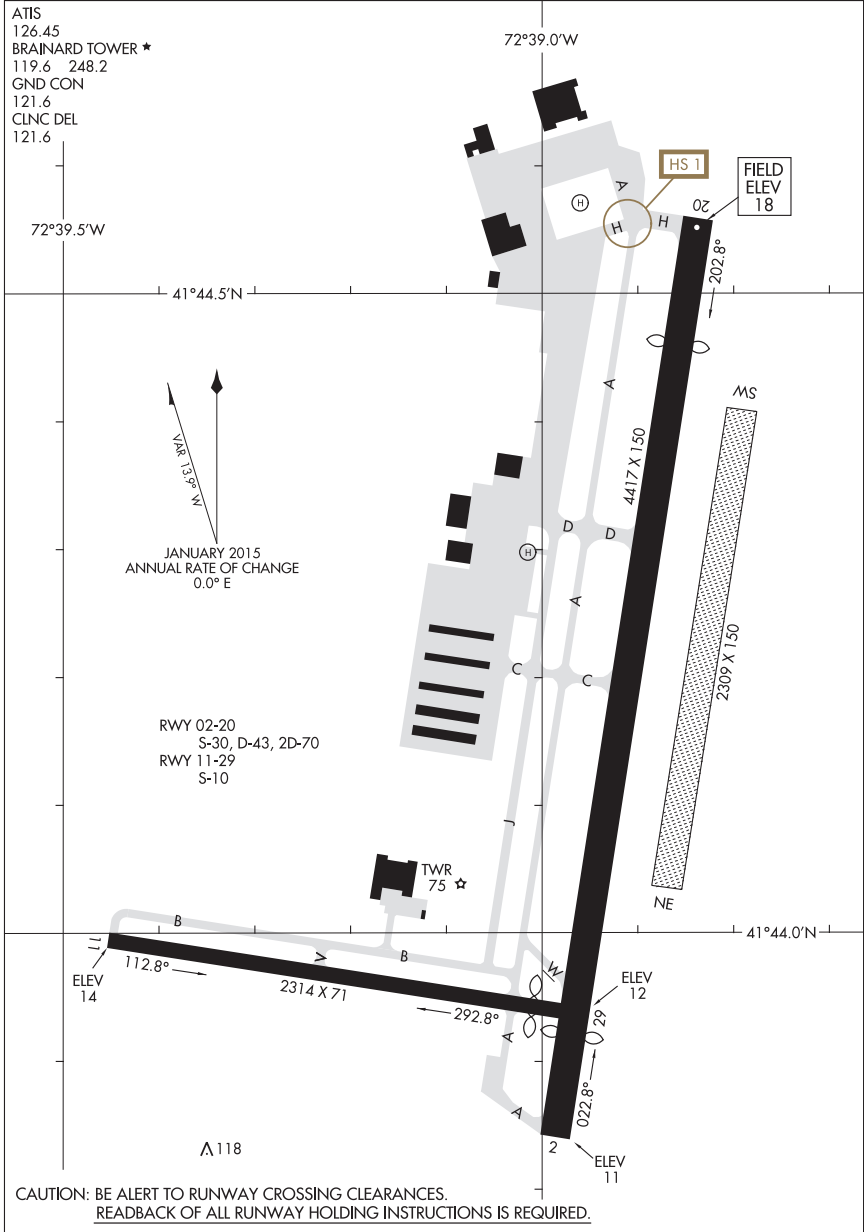 ATIS
126.45
BRAINARD TOWER ★
119.6 248.2
GND CON
121.6
CLNC DEL
121.6
72°39.0'W
HS 1
FIELD
ELEV
18
A
H
H
20
72°39.5'W
202.8°
41°44.5'N
A
SW
VAR 13.9° W
4417 X 150
D
D
JANUARY 2015
ANNUAL RATE OF CHANGE
0.0° E
H
H
A
2309 X 150
C
C
RWY 02-20
S-30, D-43, 2D-70
RWY 11-29
S-10
J
TWR
75
NE
B
41°44.0'N
11
V
B
112.8°
W
ELEV
14
2314 X 71
ELEV
12
292.8°
29
A
022.8°
A
2
118
ELEV
11
CAUTION: BE ALERT TO RUNWAY CROSSING CLEARANCES.
READBACK OF ALL RUNWAY HOLDING INSTRUCTIONS IS REQUIRED.